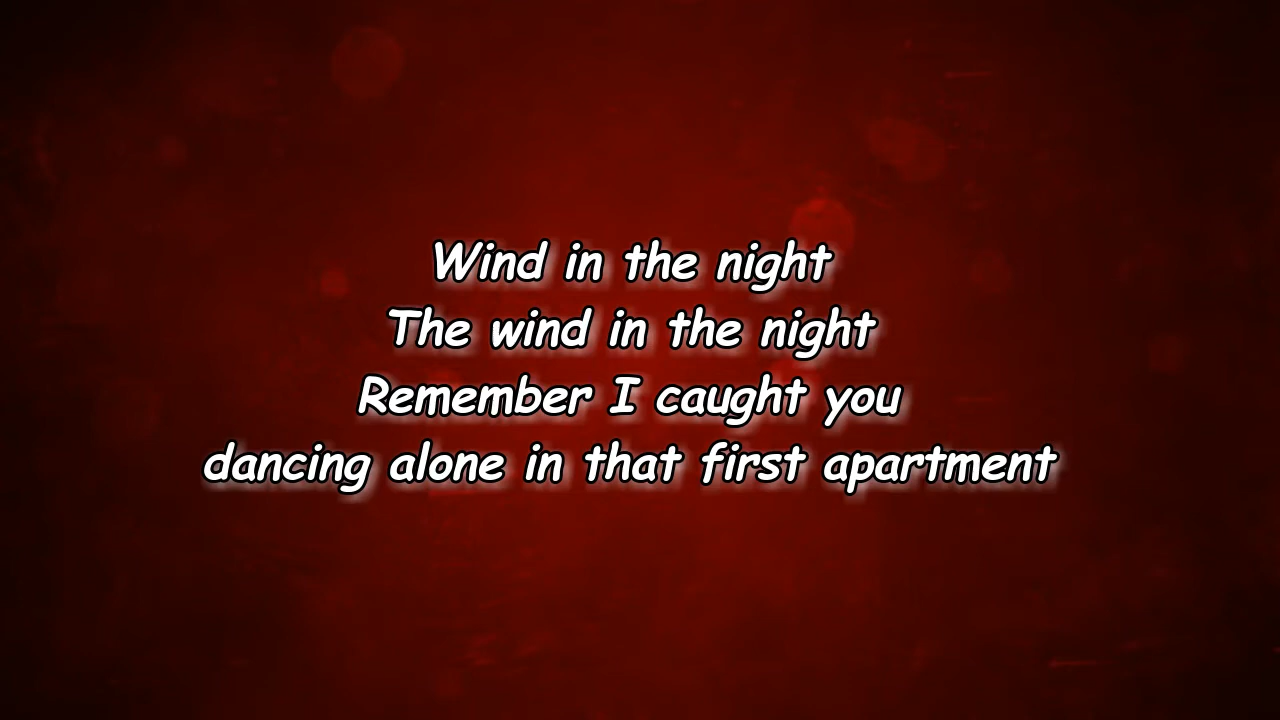 Wind in the night
The wind in the night
Remember I caught you
dancing alone in that first apartment